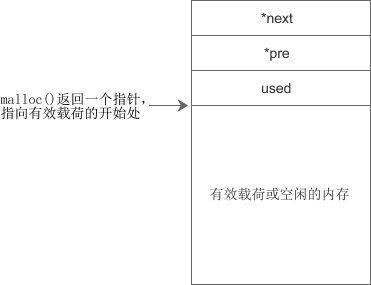 *next
*pre
used
malloc()返回一个指针，
指向有效载荷的开始处
有效载荷或空闲的内存